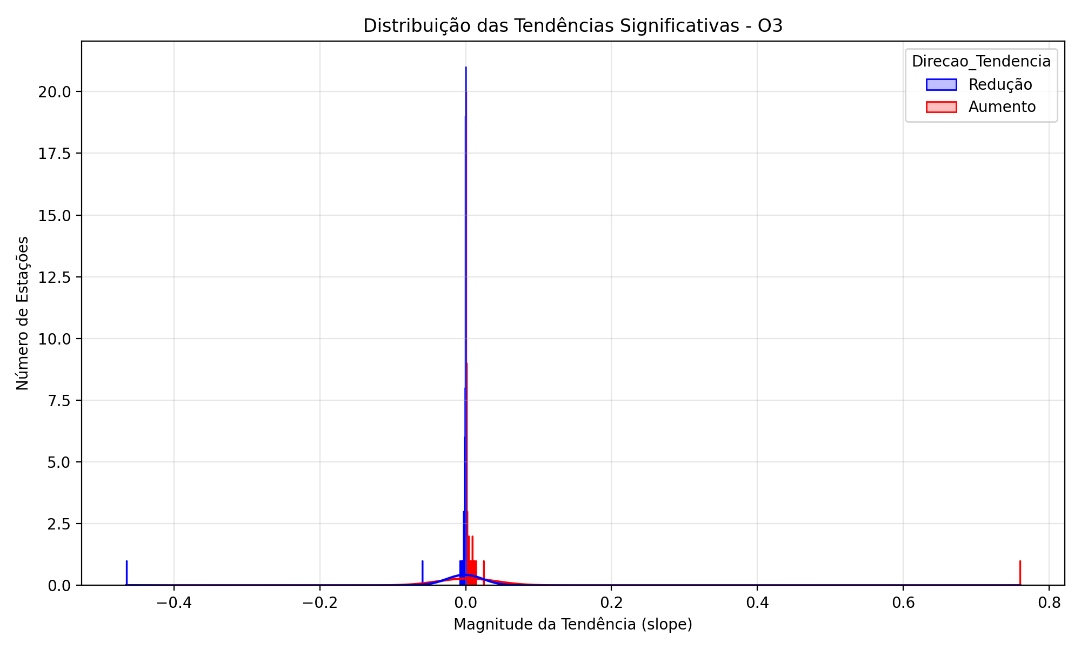 Distribuição das Tendências Significativas - O3
Direcao_Tendencia
Redução
Aumento
Número de Estações
20.0
17.5
15.0
12.5
10.0
7.5
5.0
2.5
0.0
−0.4
−0.2
0.0
0.2
0.4
0.6
0.8
Magnitude da Tendência (slope)